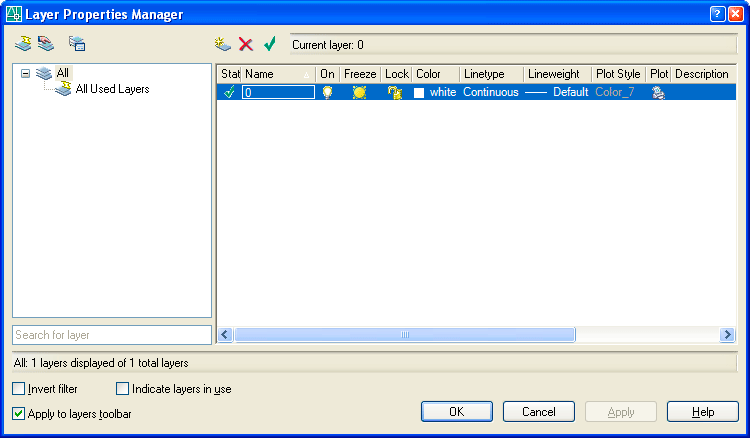 Layer Properties Manager
Current layer: 0
All
All Used Layers
Stat Name On Freeze Lock Color Linetype Lineweight Plot Style Plot Description
0 white Continuous Default Color_7
Search for layer
All: 1 layers displayed of 1 total layers
Invert filter Indicate layers in use
Apply to layers toolbar
OK Cancel Apply Help